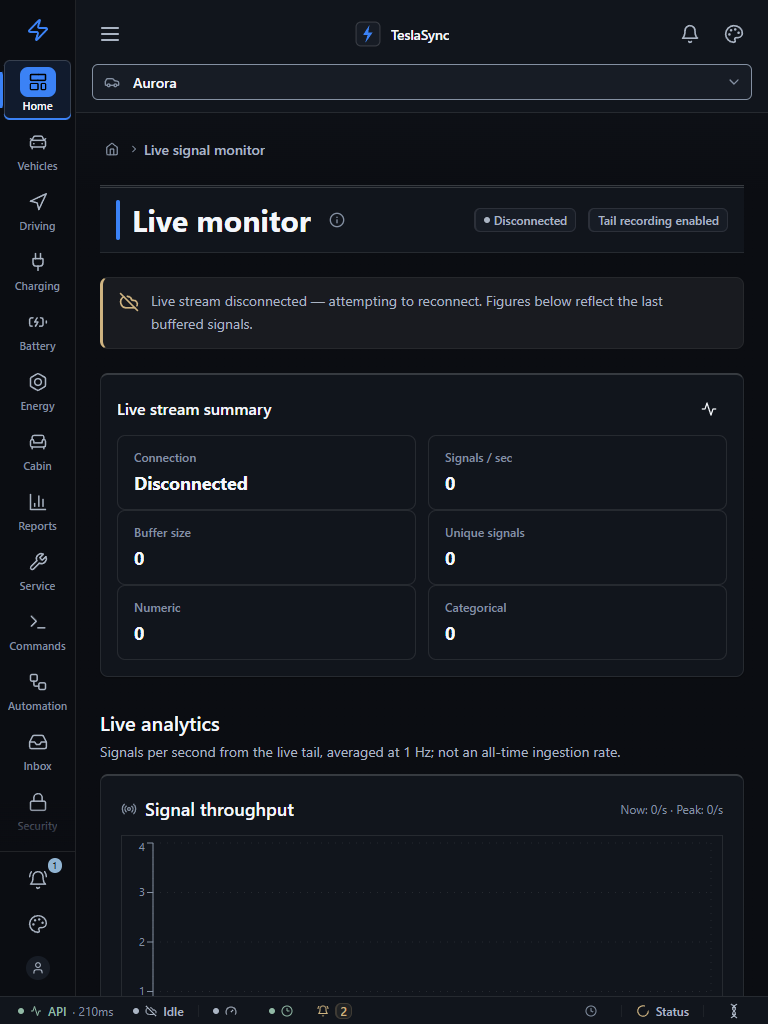 TeslaSync
Aurora
Home
Vehicles
Driving
Charging
Battery
Energy
Cabin
Reports
Service
Commands
Automation
Inbox
Security
1
Live signal monitor
Live monitor
Disconnected
Tail recording enabled
Live stream disconnected — attempting to reconnect. Figures below reflect the last
buffered signals.
Live stream summary
Connection
Disconnected
Signals / sec
0
Buffer size
0
Unique signals
0
Numeric
0
Categorical
0
Live analytics
Signals per second from the live tail, averaged at 1 Hz; not an all-time ingestion rate.
Signal throughput
Now: 0/s · Peak: 0/s
4
3
2
1
API · 210ms
Idle
2
Status